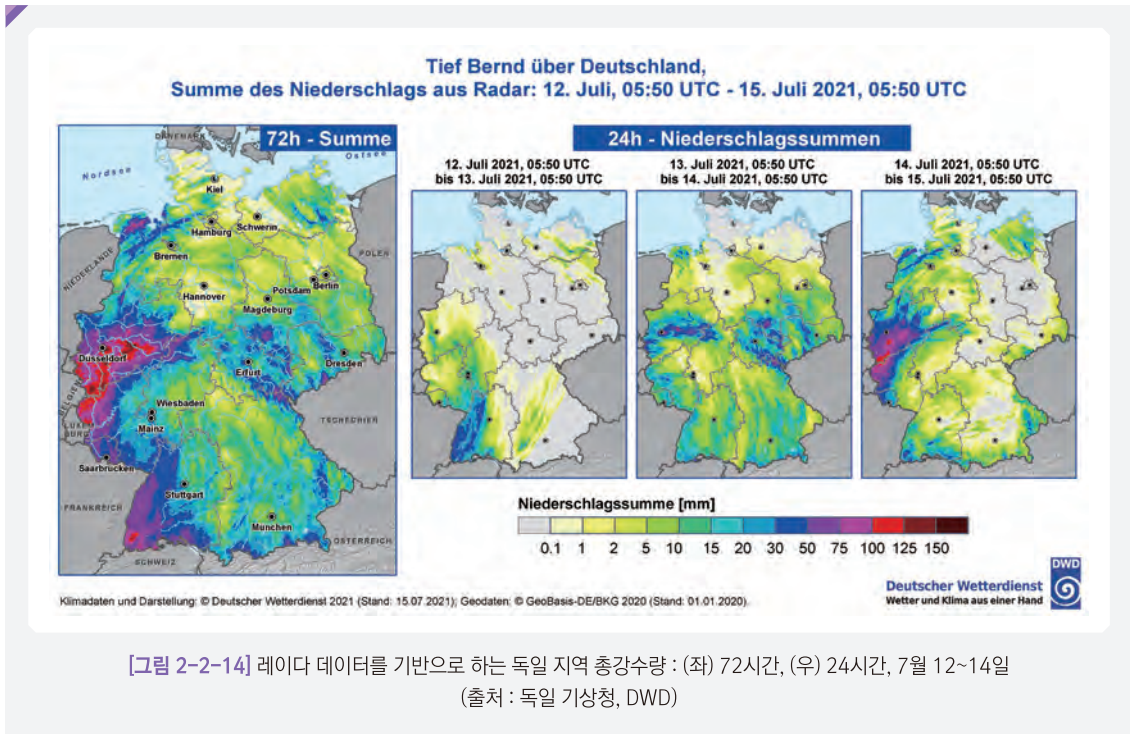 Tief Bernd über Deutschland,
Summe des Niederschlags aus Radar: 12. Juli, 05:50 UTC - 15. Juli 2021, 05:50 UTC
72h - Summe
DÄNEMARK
Nordsee
Ostsee
Kiel
Hamburg
Schwerin
Bremen
NIEDERLANDE
POLEN
Hannover
Potsdam
Berlin
Magdeburg
Düsseldorf
Erfurt
Dresden
BELGIEN
Wiesbaden
LUXEM-
BURG
Mainz
TSCHECHIEN
Saarbrücken
Stuttgart
FRANKREICH
München
ÖSTERREICH
SCHWEIZ
24h - Niederschlagssummen
12. Juli 2021, 05:50 UTC
bis 13. Juli 2021, 05:50 UTC
13. Juli 2021, 05:50 UTC
bis 14. Juli 2021, 05:50 UTC
14. Juli 2021, 05:50 UTC
bis 15. Juli 2021, 05:50 UTC
Niederschlagssumme [mm]
0.1 1 2 5 10 15 20 30 50 75 100 125 150
Klimadaten und Darstellung: © Deutscher Wetterdienst 2021 (Stand: 15.07.2021); Geodaten: © GeoBasis-DE/BKG 2020 (Stand: 01.01.2020).
Deutscher Wetterdienst
Wetter und Klima aus einer Hand
DWD
[그림 2-2-14] 레이다 데이터를 기반으로 하는 독일 지역 총강수량 : (좌) 72시간, (우) 24시간, 7월 12~14일
(출처 : 독일 기상청, DWD)